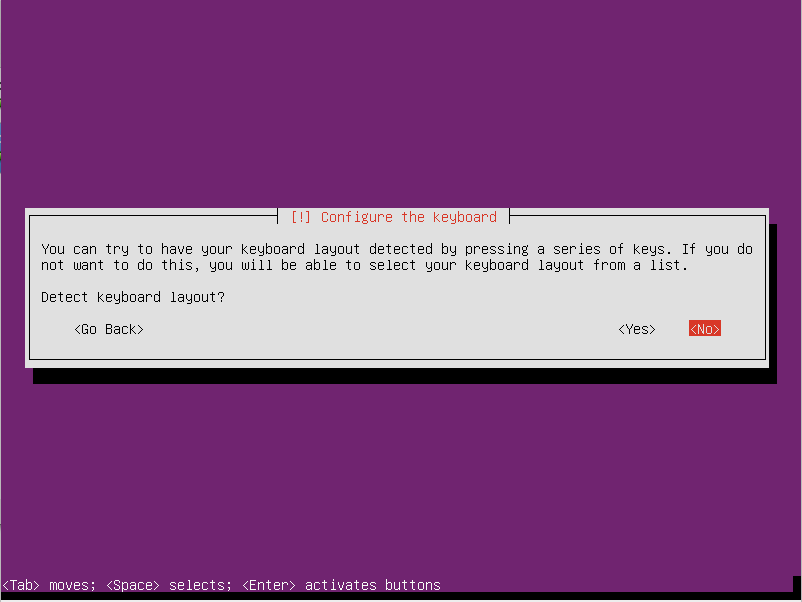 [!] Configure the keyboard
You can try to have your keyboard layout detected by pressing a series of keys. If you do
not want to do this, you will be able to select your keyboard layout from a list.
Detect keyboard layout?
<Go Back> <Yes> <No>
<Tab> moves; <Space> selects; <Enter> activates buttons